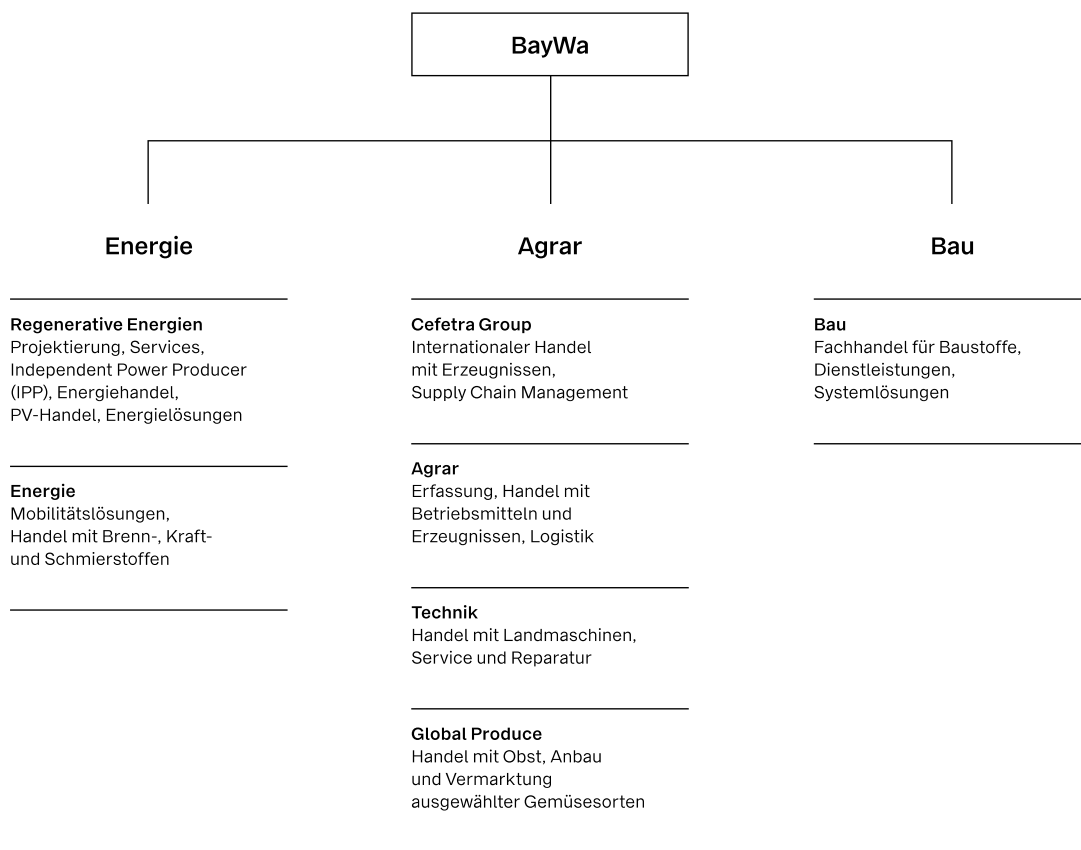 BayWa
Energie
Agrar
Bau
Regenerative Energien
Projektierung, Services,
Independent Power Producer
(IPP), Energiehandel,
PV-Handel, Energielösungen
Energie
Mobilitätslösungen,
Handel mit Brenn-, Kraft-
und Schmierstoffen
Cefetra Group
Internationaler Handel
mit Erzeugnissen,
Supply Chain Management
Agrar
Erfassung, Handel mit
Betriebsmitteln und
Erzeugnissen, Logistik
Technik
Handel mit Landmaschinen,
Service und Reparatur
Global Produce
Handel mit Obst, Anbau
und Vermarktung
ausgewählter Gemüsesorten
Bau
Fachhandel für Baustoffe,
Dienstleistungen,
Systemlösungen